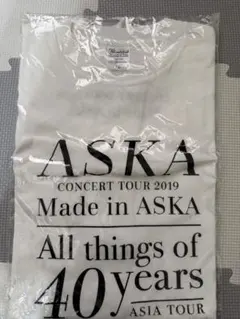 ASKA
CONCERT TOUR 2019
Made in ASKA
All things of
40 years
ASIA TOUR